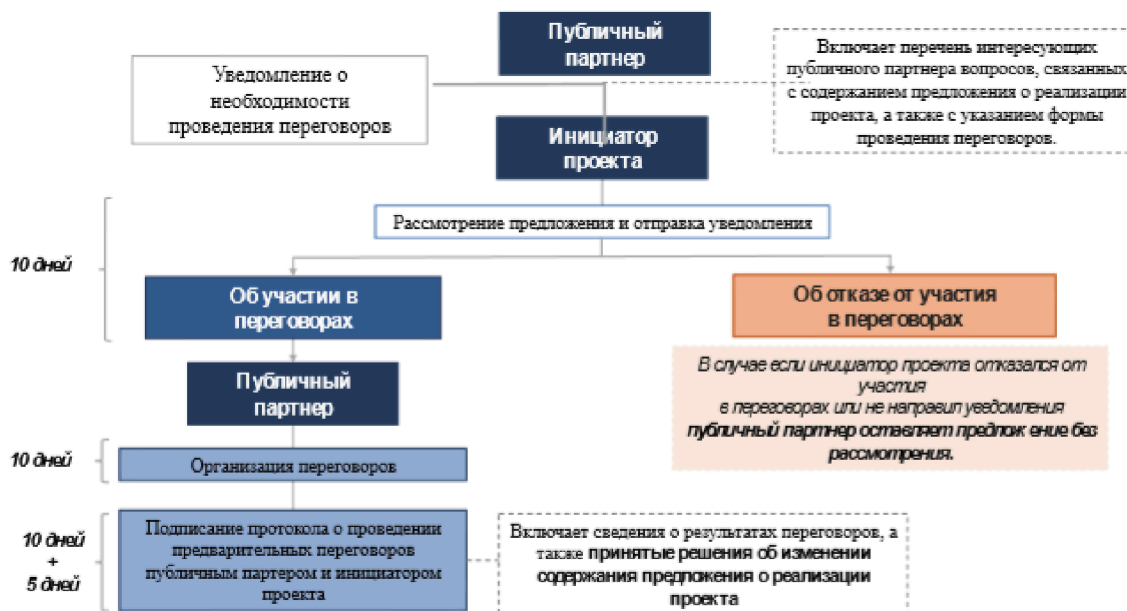 Публичный
партнер
Включает перечень интересующих
публичного партнера вопросов, связанных
с содержанием предложения о реализации
проекта, а также с указанием формы
проведения переговоров.
Уведомление о
необходимости
проведения переговоров
Инициатор
проекта
Рассмотрение предложения и отправка уведомления
10 дней
Об участии в
переговорах
Об отказе от участия
в переговорах
В случае если инициатор проекта отказался от
участия
в переговорах или не направил уведомления
публичный партнер оставляет предложение без
рассмотрения.
Публичный
партнер
10 дней
Организация переговоров
10 дней
+
5 дней
Подписание протокола о проведении
предварительных переговоров
публичным партером и инициатором
проекта
Включает сведения о результатах переговоров, а
также принятые решения об изменении
содержания предложения о реализации
проекта